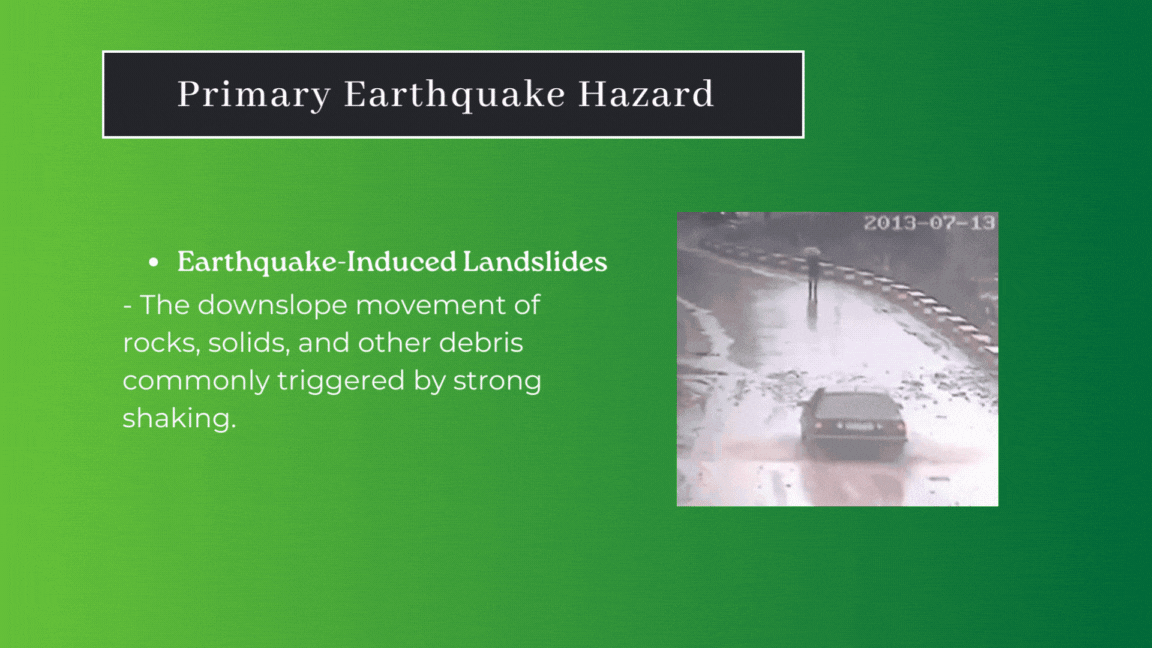 Primary Earthquake Hazard
2013-07-13
• Earthquake-Induced Landslides
- The downslope movement of
rocks, solids, and other debris
commonly triggered by strong
shaking.